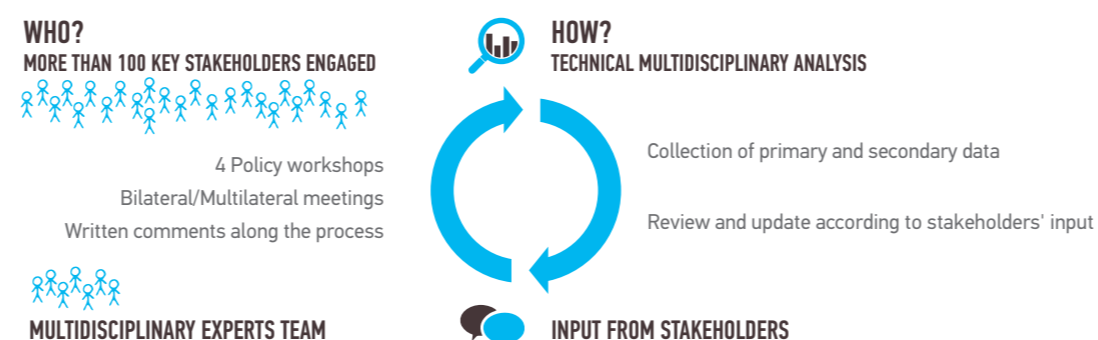 WHO?
MORE THAN 100 KEY STAKEHOLDERS ENGAGED
4 Policy workshops
Bilateral/Multilateral meetings
Written comments along the process
MULTIDISCIPLINARY EXPERTS TEAM
HOW?
TECHNICAL MULTIDISCIPLINARY ANALYSIS
Collection of primary and secondary data
Review and update according to stakeholders' input
INPUT FROM STAKEHOLDERS